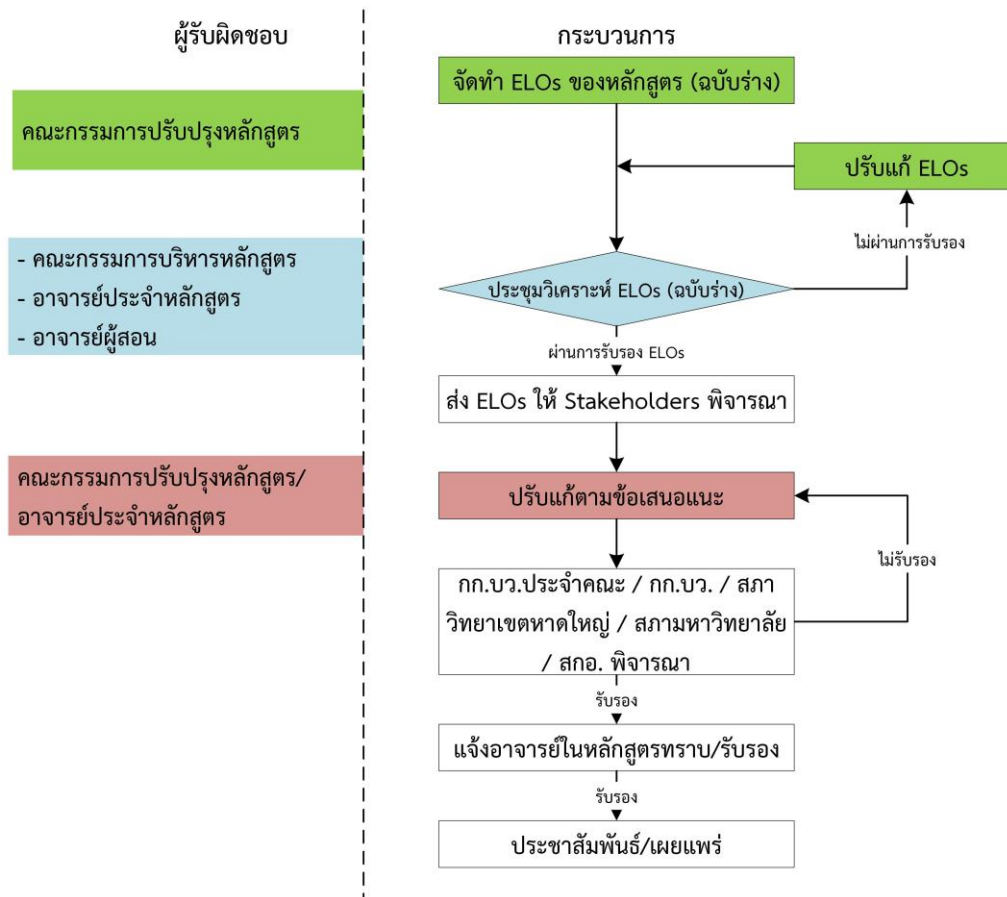 ผู้รับผิดชอบ
กระบวนการ
จัดทำ ELOs ของหลักสูตร (ฉบับร่าง)
คณะกรรมการปรับปรุงหลักสูตร
ปรับแก้ ELOs
ไม่ผ่านการรับรอง
- คณะกรรมการบริหารหลักสูตร
- อาจารย์ประจำหลักสูตร
- อาจารย์ผู้สอน
ประชุมวิเคราะห์ ELOs (ฉบับร่าง)
ผ่านการรับรอง ELOs
ส่ง ELOs ให้ Stakeholders พิจารณา
คณะกรรมการปรับปรุงหลักสูตร/
อาจารย์ประจำหลักสูตร
ปรับแก้ตามข้อเสนอแนะ
ไม่รับรอง
กก.บว.ประจำคณะ / กก.บว. / สภา
วิทยาเขตหาดใหญ่ / สภามหาวิทยาลัย
/ สกอ. พิจารณา
รับรอง
แจ้งอาจารย์ในหลักสูตรทราบ/รับรอง
รับรอง
ประชาสัมพันธ์/เผยแพร่